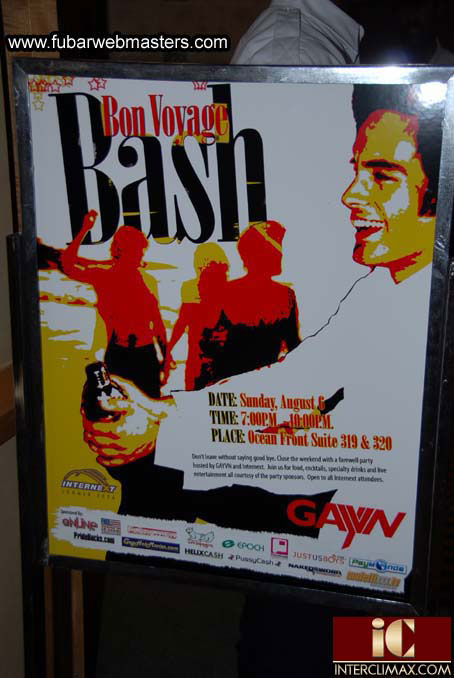 www.fubarwebmasters.com
Bon Voyage
Bash
DATE: Sunday, August 6
TIME: 7:00PM - 10:00PM.
PLACE: Ocean Front Suite 319 & 320
Don't leave without saying good bye. Close the weekend with a farewell party
hosted by GAYVN and Internext. Join us for food, cocktails, specialty drinks and live
entertainment all courtesy of the party sponsors. Open to all Internext attendees.
INTERNEXT
GAYVN
Sponsored by:
PrideBucks.com
HELIXCASH
EPOCH
PussyCash
JUSTUSBOYS
NAKEDSWORD
iC
INTERCLIMAX.COM